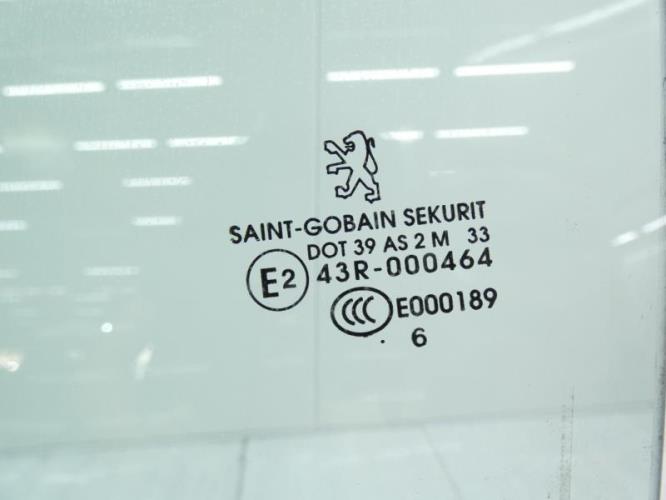 SAINT-GOBAIN SEKURIT
DOT 39 AS 2 M 33
E2 43R-000464
CCC E000189
. 6